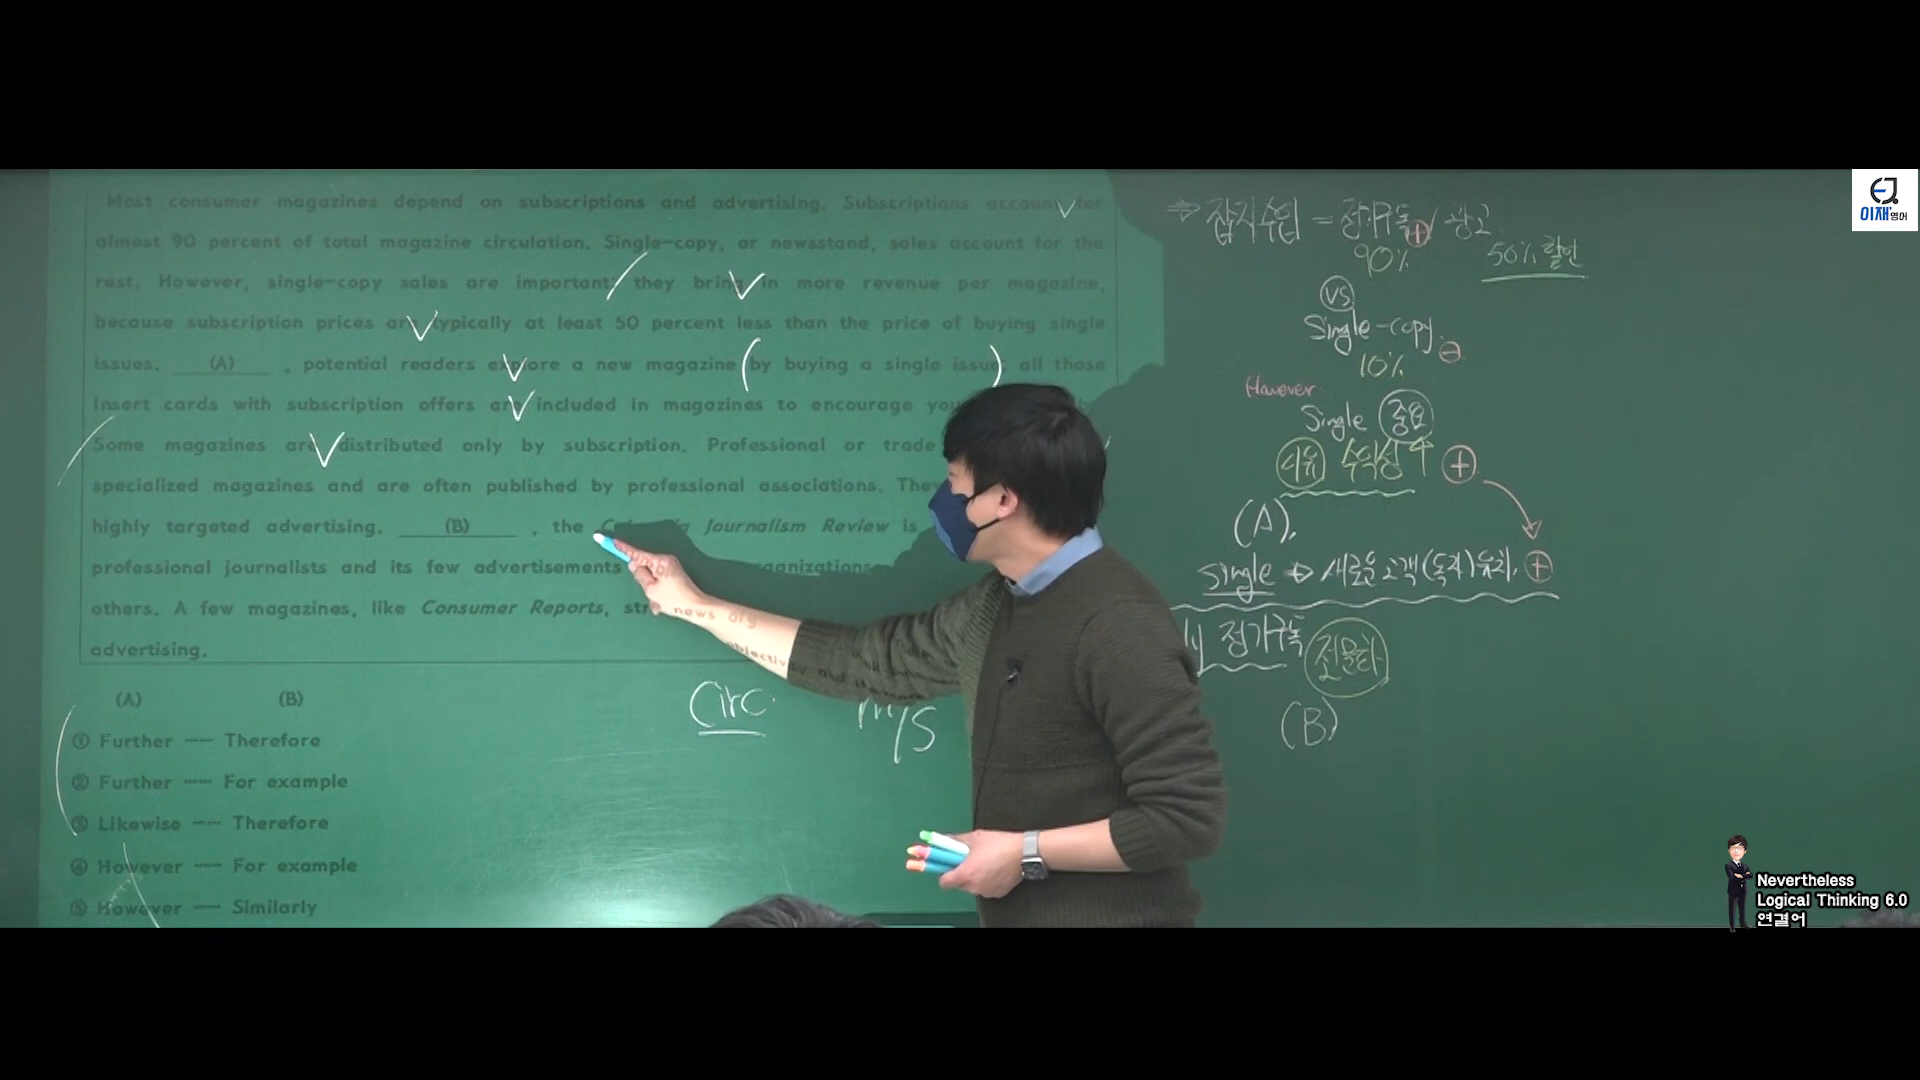 Most consumer magazines depend on subscriptions and advertising. Subscriptions account for
almost 90 percent of total magazine circulation. Single-copy, or newsstand, sales account for the
rest. However, single-copy sales are important: they bring in more revenue per magazine,
because subscription prices are typically at least 50 percent less than the price of buying single
issues. (A) , potential readers explore a new magazine by buying a single issue; all those
insert cards with subscription offers are included in magazines to encourage you
Some magazines are distributed only by subscription. Professional or trade
specialized magazines and are often published by professional associations. They
highly targeted advertising. (B) , the Journalism Review is
professional journalists and its few advertisements organizations
others. A few magazines, like Consumer Reports,
news org
objectivity and
advertising.
(A) (B)
① Further ---- Therefore
② Further ---- For example
③ Likewise ---- Therefore
④ However ---- For example
⑤ However ---- Similarly
Circ.
m/s
⇒ 잡지수입 = 정기구독 ⊕ / 광고
90% 50% 할인
VS
Single-copy ⊖
10%
However
Single 중요
이유 수익성↑ ⊕
(A),
Single ⇒ 새로운 고객(독자)유치, ⊕
정기구독 전문화
(B)
EJ
이재영어
Nevertheless
Logical Thinking 6.0
연결어